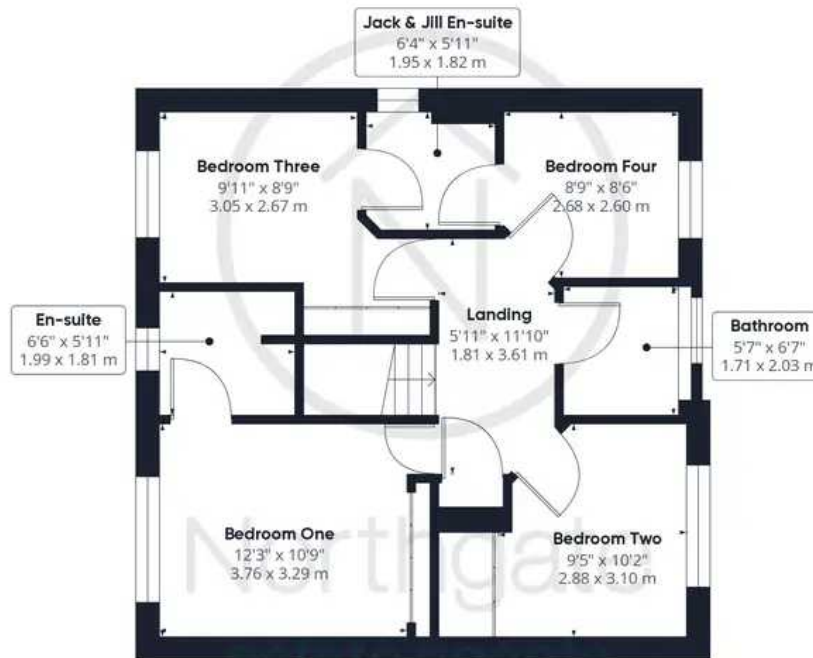 Jack & Jill En-suite
6'4" x 5'11"
1.95 x 1.82 m
Bedroom Three
9'11" x 8'9"
3.05 x 2.67 m
Bedroom Four
8'9" x 8'6"
2.68 x 2.60 m
En-suite
6'6" x 5'11"
1.99 x 1.81 m
Landing
5'11" x 11'10"
1.81 x 3.61 m
Bathroom
5'7" x 6'7"
1.71 x 2.03 m
Bedroom One
12'3" x 10'9"
3.76 x 3.29 m
Bedroom Two
9'5" x 10'2"
2.88 x 3.10 m
Northgate